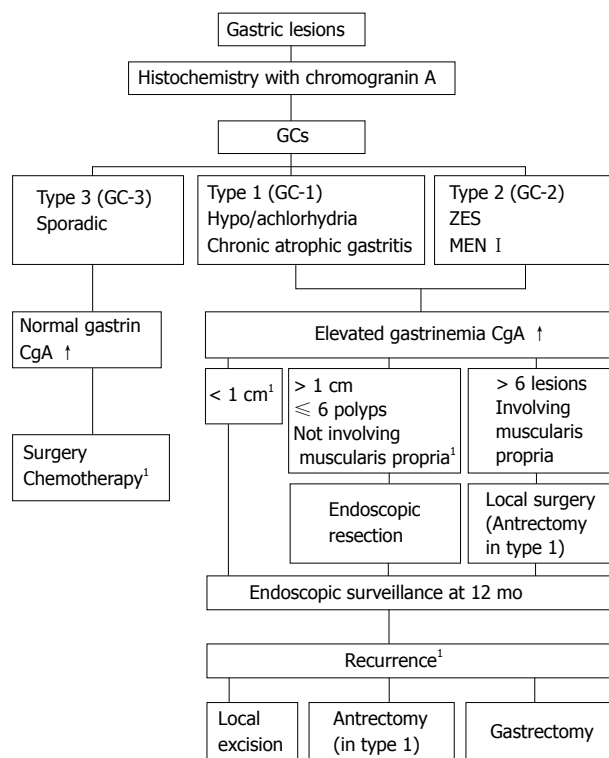 Gastric lesions
Histochemistry with chromogranin A
GCs
Type 3 (GC-3)
Sporadic
Type 1 (GC-1)
Hypo/achlorhydria
Chronic atrophic gastritis
Type 2 (GC-2)
ZES
MEN Ⅰ
Normal gastrin
CgA ↑
Elevated gastrinemia CgA ↑
< 1 cm¹
> 1 cm
≤ 6 polyps
Not involving
muscularis propria¹
> 6 lesions
Involving
muscularis
propria
Surgery
Chemotherapy¹
Endoscopic
resection
Local surgery
(Antrectomy
in type 1)
Endoscopic surveillance at 12 mo
Recurrence¹
Local
excision
Antrectomy
(in type 1)
Gastrectomy